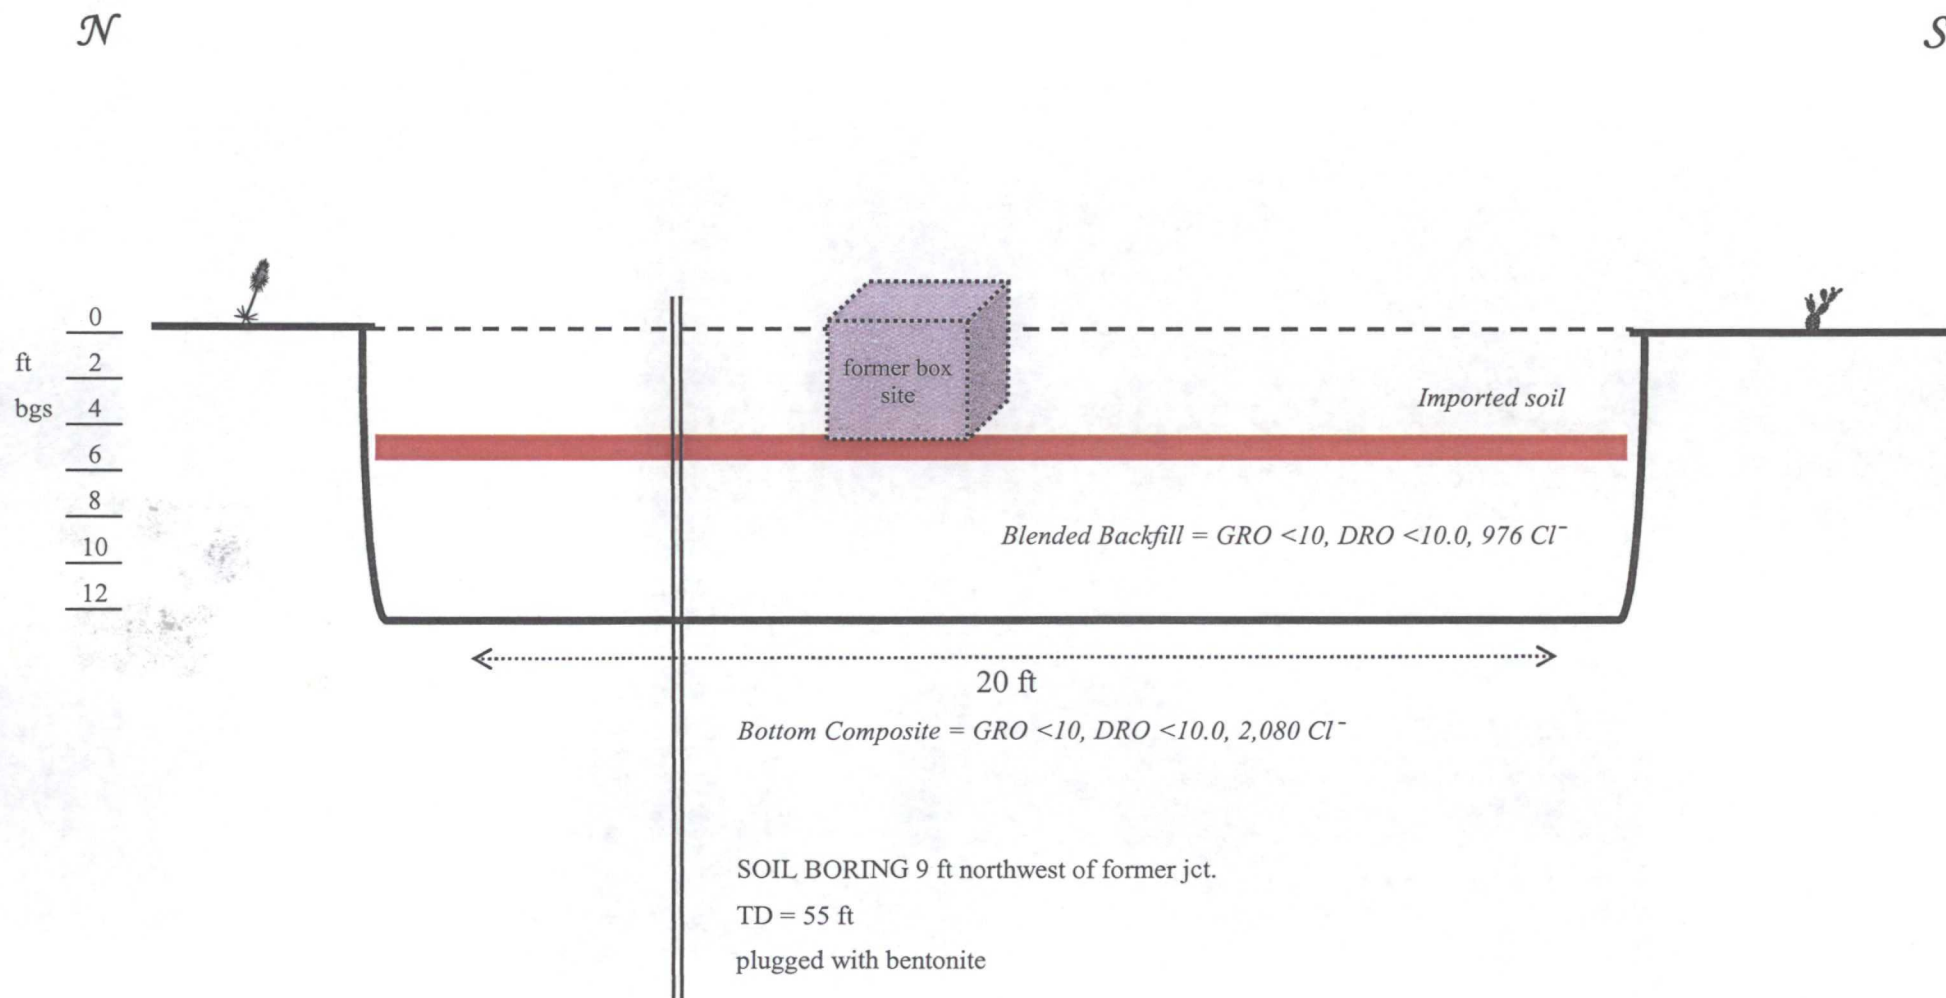 N
S
0
ft
2
bgs
4
6
8
10
12
former box
site
Imported soil
Blended Backfill = GRO <10, DRO <10.0, 976 Cl⁻
20 ft
Bottom Composite = GRO <10, DRO <10.0, 2,080 Cl⁻
SOIL BORING 9 ft northwest of former jct.
TD = 55 ft
plugged with bentonite